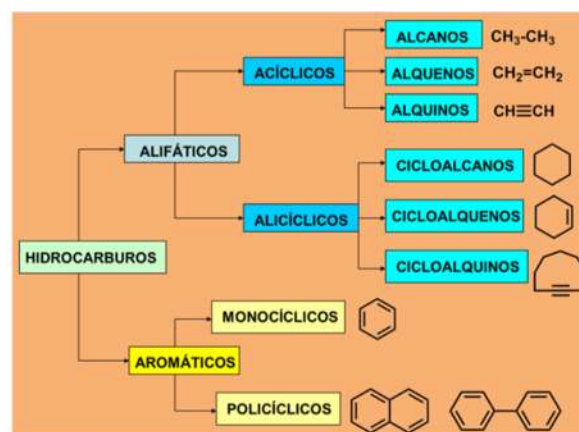 ALCANOS CH₃-CH₃
ACÍCLICOS
ALQUENOS CH₂=CH₂
ALQUINOS CH≡CH
ALIFÁTICOS
CICLOALCANOS
ALICÍCLICOS
CICLOALQUENOS
HIDROCARBUROS
CICLOALQUINOS
MONOCÍCLICOS
AROMÁTICOS
POLICÍCLICOS